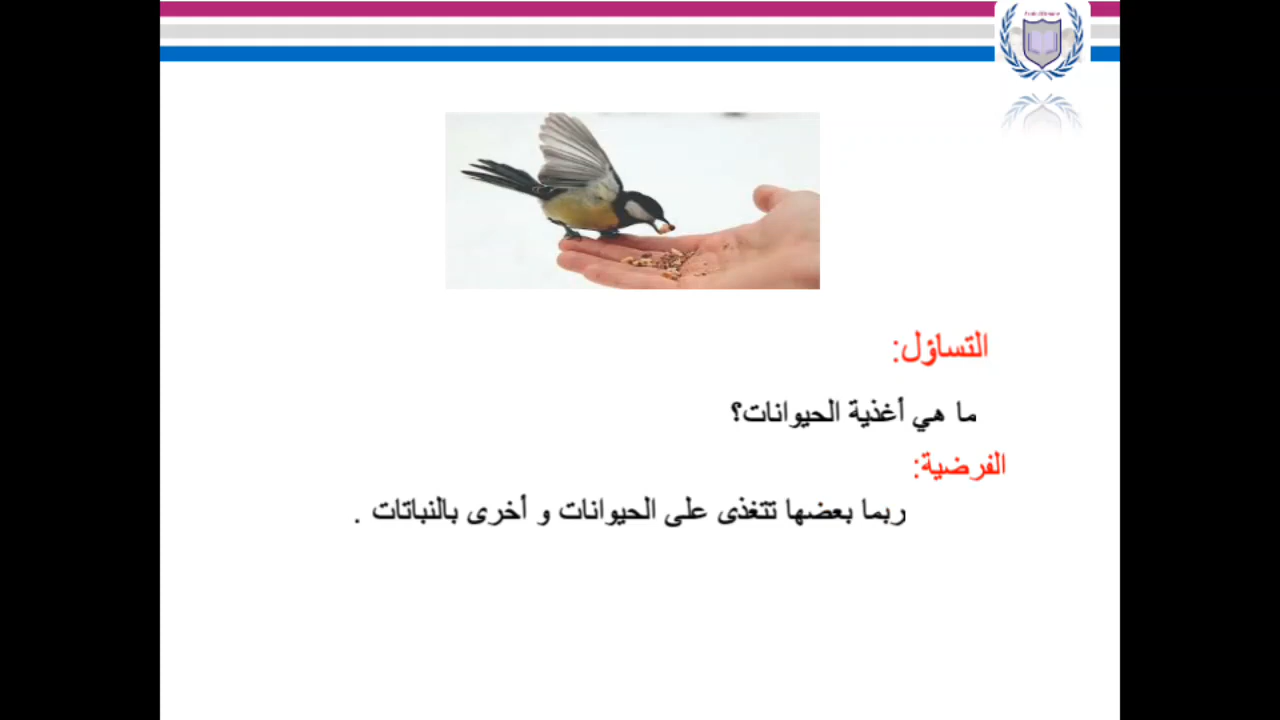 التساؤل:
ما هي أغذية الحيوانات؟
الفرضية:
ربما بعضها تتغذى على الحيوانات و أخرى بالنباتات .